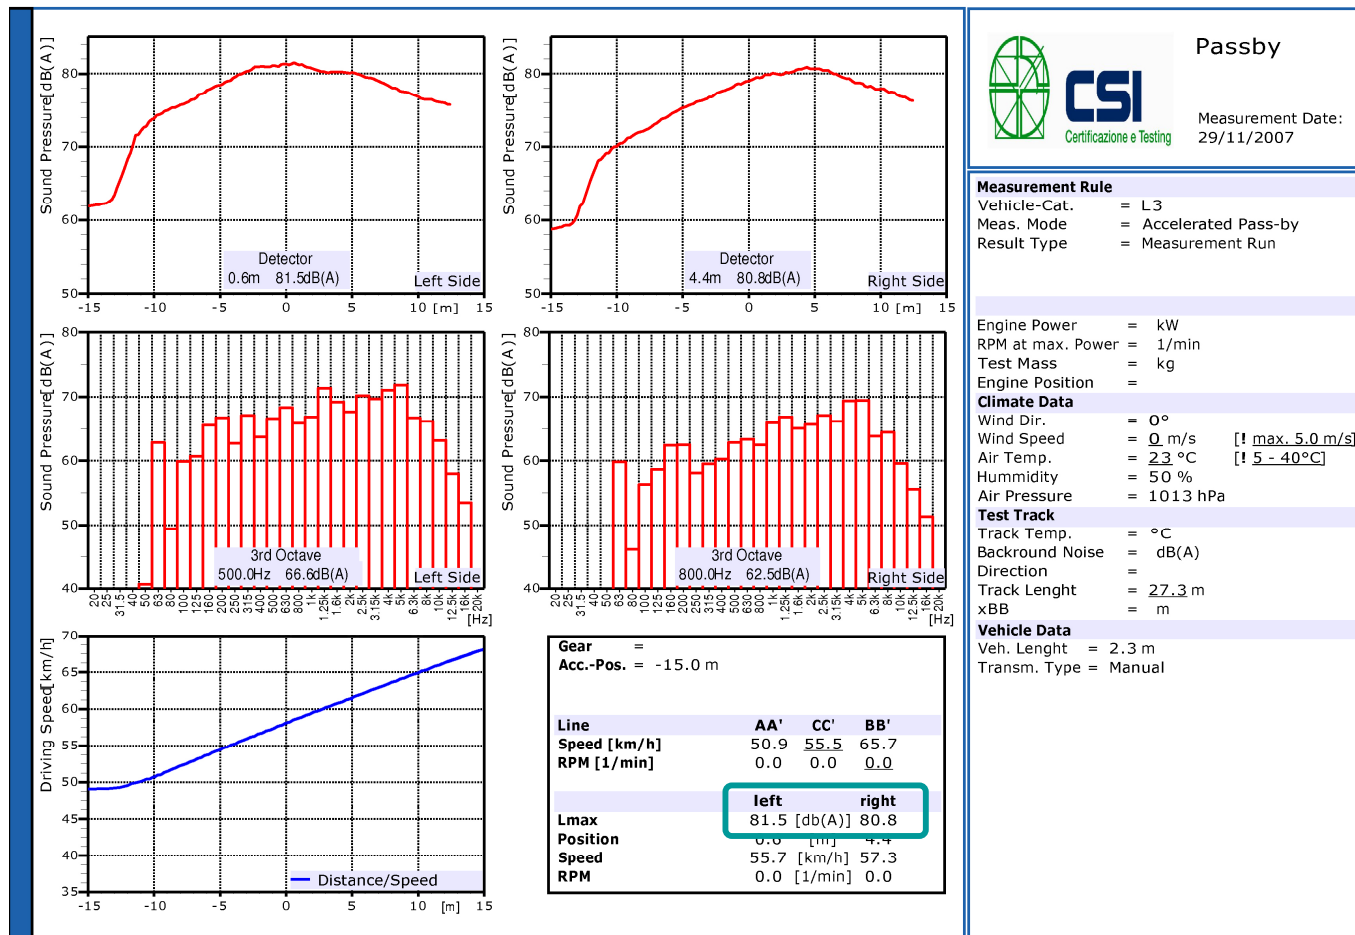 Sound Pressure[dB(A)]
80
70
60
50
-15 -10 -5 0 5 10 [m] 15
Detector
0.6m 81.5dB(A)
Left Side
Sound Pressure[dB(A)]
80
70
60
50
-15 -10 -5 0 5 10 [m] 15
Detector
4.4m 80.8dB(A)
Right Side
Sound Pressure[dB(A)]
80
70
60
50
40
3rd Octave
500.0Hz 66.6dB(A)
Left Side
20 25 31.5 40 50 63 80 100 125 160 200 250 315 400 500 630 800 1k 1.25k 1.6k 2k 2.5k 3.15k 4k 5k 6.3k 8k 10k 12.5k 16k 20k
[Hz]
Sound Pressure[dB(A)]
80
70
60
50
40
3rd Octave
800.0Hz 62.5dB(A)
Right Side
20 25 31.5 40 50 63 80 100 125 160 200 250 315 400 500 630 800 1k 1.25k 1.6k 2k 2.5k 3.15k 4k 5k 6.3k 8k 10k 12.5k 16k 20k
[Hz]
Driving Speed[km/h]
70
65
60
55
50
45
40
35
Distance/Speed
-15 -10 -5 0 5 [m] 15
Gear =
Acc.-Pos. = -15.0 m
Line AA' CC' BB'
Speed [km/h] 50.9 55.5 65.7
RPM [1/min] 0.0 0.0 0.0
left right
Lmax 81.5 [db(A)] 80.8
Position 0.6 [m] 4.4
Speed 55.7 [km/h] 57.3
RPM 0.0 [1/min] 0.0
CSI
Certificazione e Testing
Passby
Measurement Date:
29/11/2007
Measurement Rule
Vehicle-Cat. = L3
Meas. Mode = Accelerated Pass-by
Result Type = Measurement Run
Engine Power = kW
RPM at max. Power = 1/min
Test Mass = kg
Engine Position =
Climate Data
Wind Dir. = 0°
Wind Speed = 0 m/s [! max. 5.0 m/s]
Air Temp. = 23 °C [! 5 - 40°C]
Hummidity = 50 %
Air Pressure = 1013 hPa
Test Track
Track Temp. = °C
Backround Noise = dB(A)
Direction =
Track Lenght = 27.3 m
xBB = m
Vehicle Data
Veh. Lenght = 2.3 m
Transm. Type = Manual